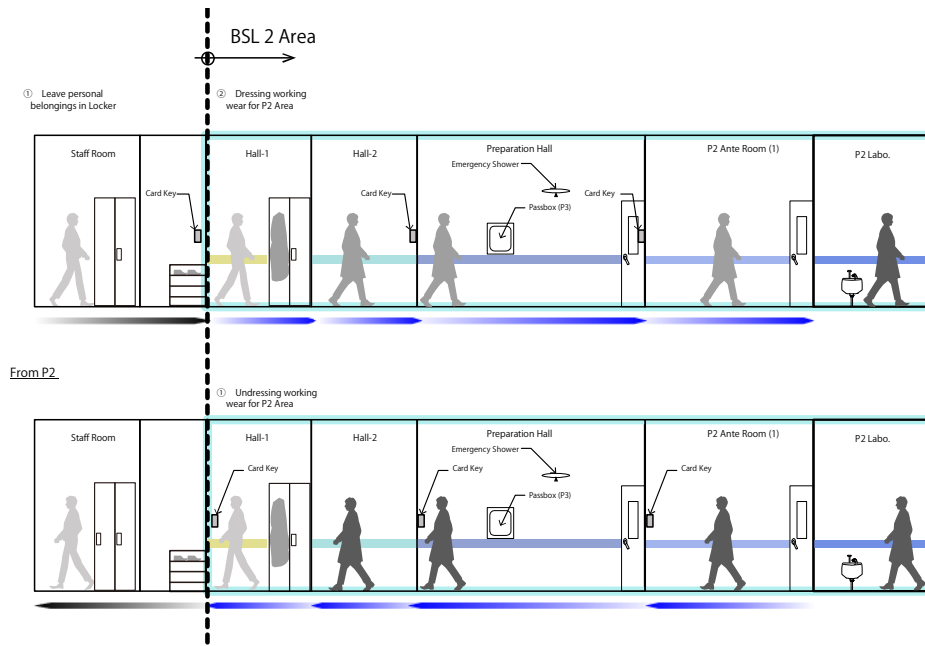 BSL 2 Area
① Leave personal
belongings in Locker
② Dressing working
wear for P2 Area
Staff Room
Hall-1
Hall-2
Preparation Hall
P2 Ante Room (1)
P2 Labo.
Emergency Shower
Card Key
Card Key
Passbox (P3)
Card Key
From P2
① Undressing working
wear for P2 Area
Staff Room
Hall-1
Hall-2
Preparation Hall
P2 Ante Room (1)
P2 Labo.
Emergency Shower
Card Key
Card Key
Card Key
Passbox (P3)